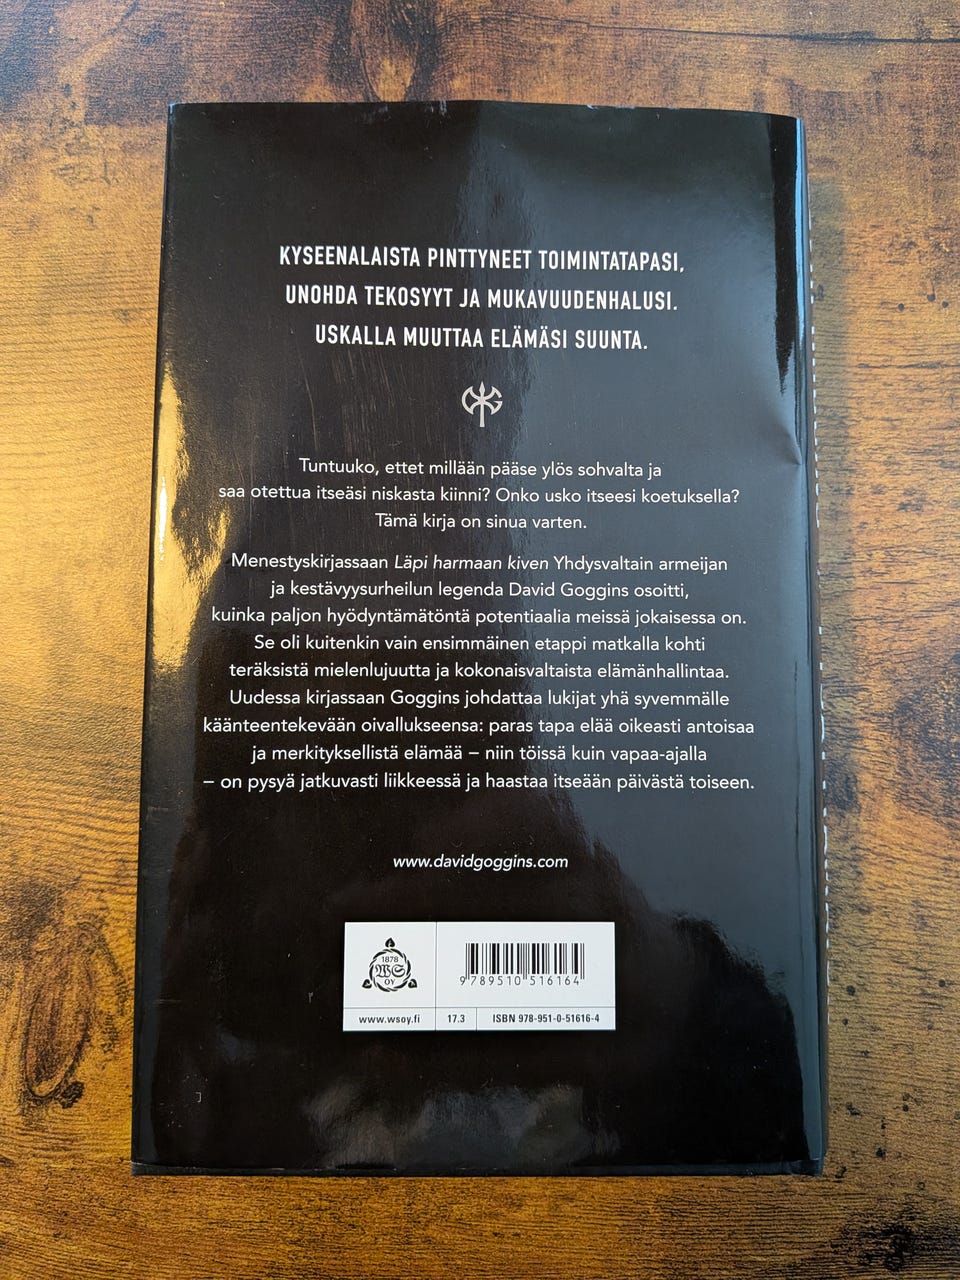 KYSEENALAISTA PINTTYNEET TOIMINTATAPASI,
UNOHDA TEKOSYYT JA MUKAVUUDENHALUSI.
USKALLA MUUTTAA ELÄMÄSI SUUNTA.
Tuntuuko, ettet millään pääse ylös sohvalta ja
saa otettua itseäsi niskasta kiinni? Onko usko itseesi koetuksella?
Tämä kirja on sinua varten.
Menestyskirjassaan Läpi harmaan kiven Yhdysvaltain armeijan
ja kestävyysurheilun legenda David Goggins osoitti,
kuinka paljon hyödyntämätöntä potentiaalia meissä jokaisessa on.
Se oli kuitenkin vain ensimmäinen etappi matkalla kohti
teräksistä mielenlujuutta ja kokonaisvaltaista elämänhallintaa.
Uudessa kirjassaan Goggins johdattaa lukijat yhä syvemmälle
käänteentekevään oivallukseensa: paras tapa elää oikeasti antoisaa
ja merkityksellistä elämää – niin töissä kuin vapaa-ajalla
– on pysyä jatkuvasti liikkeessä ja haastaa itseään päivästä toiseen.
www.davidgoggins.com
1878
WS
OY
9 789510 516164
www.wsoy.fi 17.3 ISBN 978-951-0-51616-4